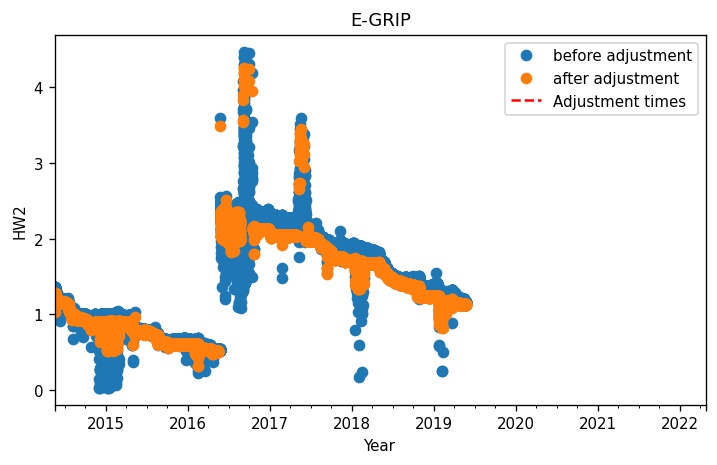 E-GRIP
before adjustment
after adjustment
Adjustment times
HW2
4
3
2
1
0
2015 2016 2017 2018 2019 2020 2021 2022
Year